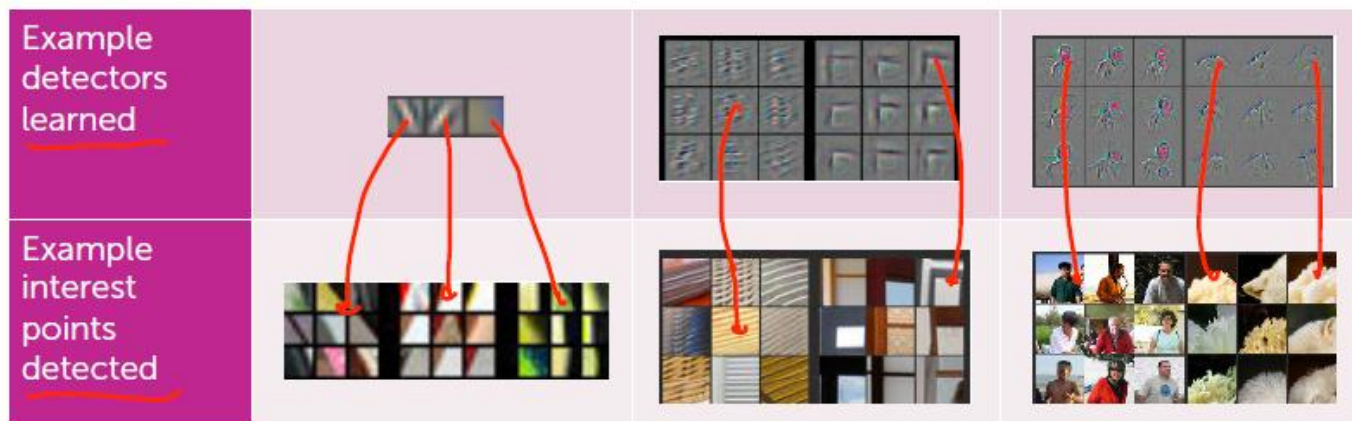 Example
detectors
learned
Example
interest
points
detected